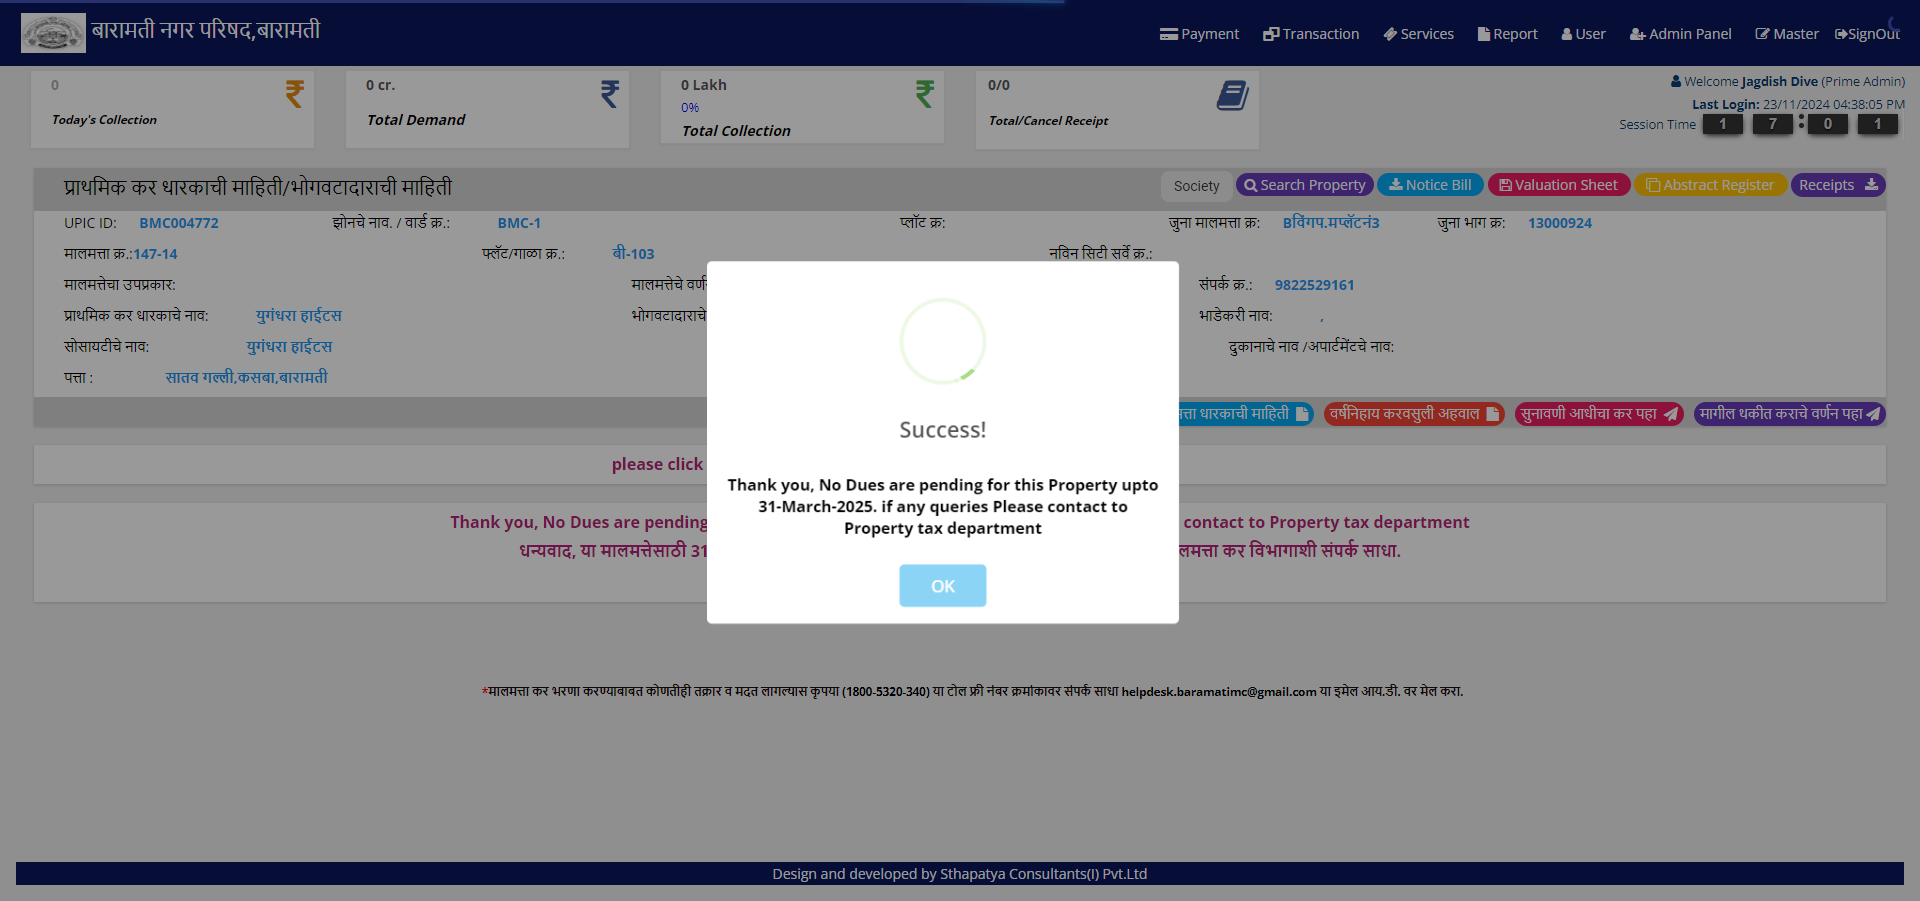 बारामती नगर परिषद,बारामती
Payment Transaction Services Report User Admin Panel Master SignOut
0
Today's Collection
0 cr.
Total Demand
0 Lakh
0%
Total Collection
0/0
Total/Cancel Receipt
Welcome Jagdish Dive (Prime Admin)
Last Login: 23/11/2024 04:38:05 PM
Session Time 1 7 : 0 1
प्राथमिक कर धारकाची माहिती/भोगवटादाराची माहिती
Society Search Property Notice Bill Valuation Sheet Abstract Register Receipts
UPIC ID: BMC004772 झोनचे नाव. / वार्ड क्र.: BMC-1 प्लॉट क्र: जुना मालमत्ता क्र: Bविंगप.मप्लॅटनं3 जुना भाग क्र: 13000924
मालमत्ता क्र.:147-14 फ्लॅट/गाळा क्र.: बी-103 नविन सिटी सर्वे क्र.:
मालमत्तेचा उपप्रकार: मालमत्तेचे वर्ण संपर्क क्र.: 9822529161
प्राथमिक कर धारकाचे नाव: युगंधरा हाईटस भोगवटादाराचे भाडेकरी नाव: ,
सोसायटीचे नाव: युगंधरा हाईटस दुकानाचे नाव /अपार्टमेंटचे नाव:
पत्ता : सातव गल्ली,कसबा,बारामती
त्ता धारकाची माहिती वर्षनिहाय करवसुली अहवाल सुनावणी आधीचा कर पहा मागील थकीत कराचे वर्णन पहा
please click
Thank you, No Dues are pending contact to Property tax department
धन्यवाद, या मालमत्तेसाठी 31 लमत्ता कर विभागाशी संपर्क साधा.
Success!
Thank you, No Dues are pending for this Property upto
31-March-2025. if any queries Please contact to
Property tax department
OK
*मालमत्ता कर भरणा करण्याबाबत कोणतीही तक्रार व मदत लागल्यास कृपया (1800-5320-340) या टोल फ्री नंबर क्रमांकावर संपर्क साधा helpdesk.baramatimc@gmail.com या इमेल आय.डी. वर मेल करा.
Design and developed by Sthapatya Consultants(I) Pvt.Ltd